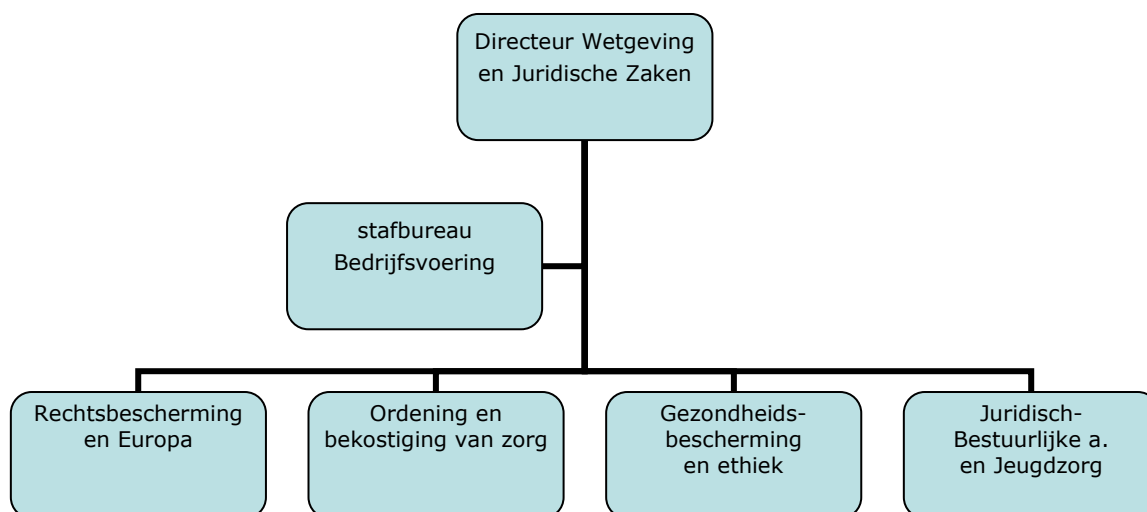 Directeur Wetgeving
en Juridische Zaken
stafbureau
Bedrijfsvoering
Rechtsbescherming
en Europa
Ordening en
bekostiging van zorg
Gezondheids-
bescherming
en ethiek
Juridisch-
Bestuurlijke a.
en Jeugdzorg